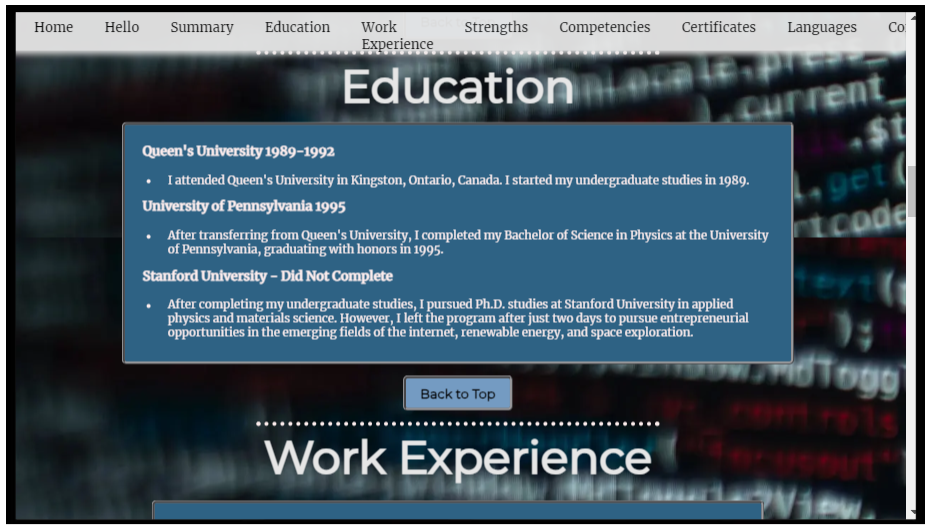 Home Hello Summary Education Work Experience Strengths Competencies Certificates Languages
Education
Queen's University 1989-1992
• I attended Queen's University in Kingston, Ontario, Canada. I started my undergraduate studies in 1989.
University of Pennsylvania 1995
• After transferring from Queen's University, I completed my Bachelor of Science in Physics at the University
of Pennsylvania, graduating with honors in 1995.
Stanford University - Did Not Complete
• After completing my undergraduate studies, I pursued Ph.D. studies at Stanford University in applied
physics and materials science. However, I left the program after just two days to pursue entrepreneurial
opportunities in the emerging fields of the internet, renewable energy, and space exploration.
Back to Top
Work Experience